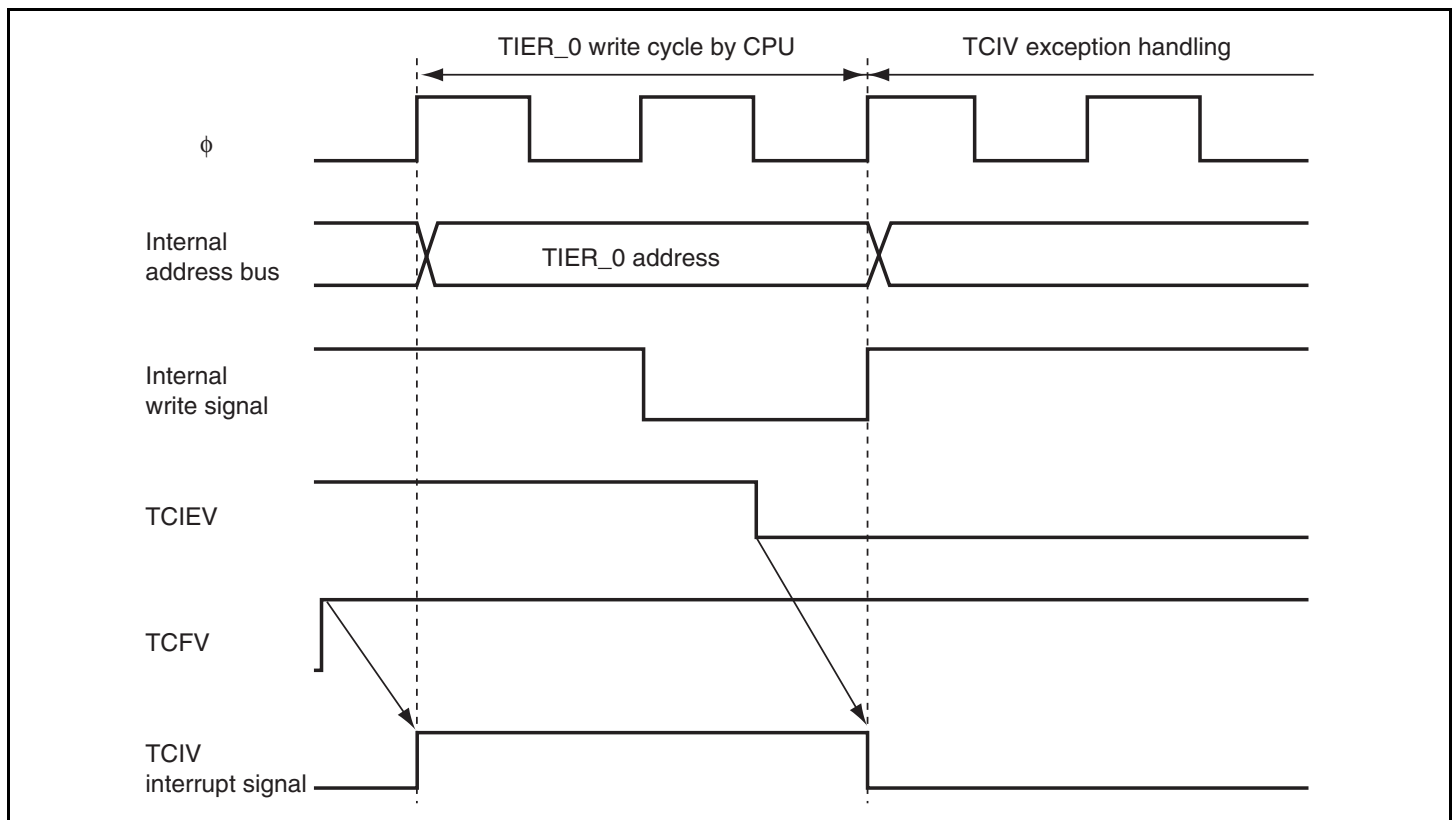 TIER_0 write cycle by CPU
TCIV exception handling
ϕ
Internal
address bus
TIER_0 address
Internal
write signal
TCIEV
TCFV
TCIV
interrupt signal